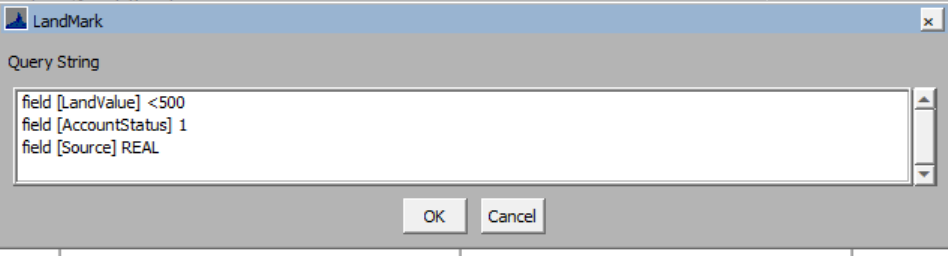 LandMark
Query String
field [LandValue] <500
field [AccountStatus] 1
field [Source] REAL
OK Cancel